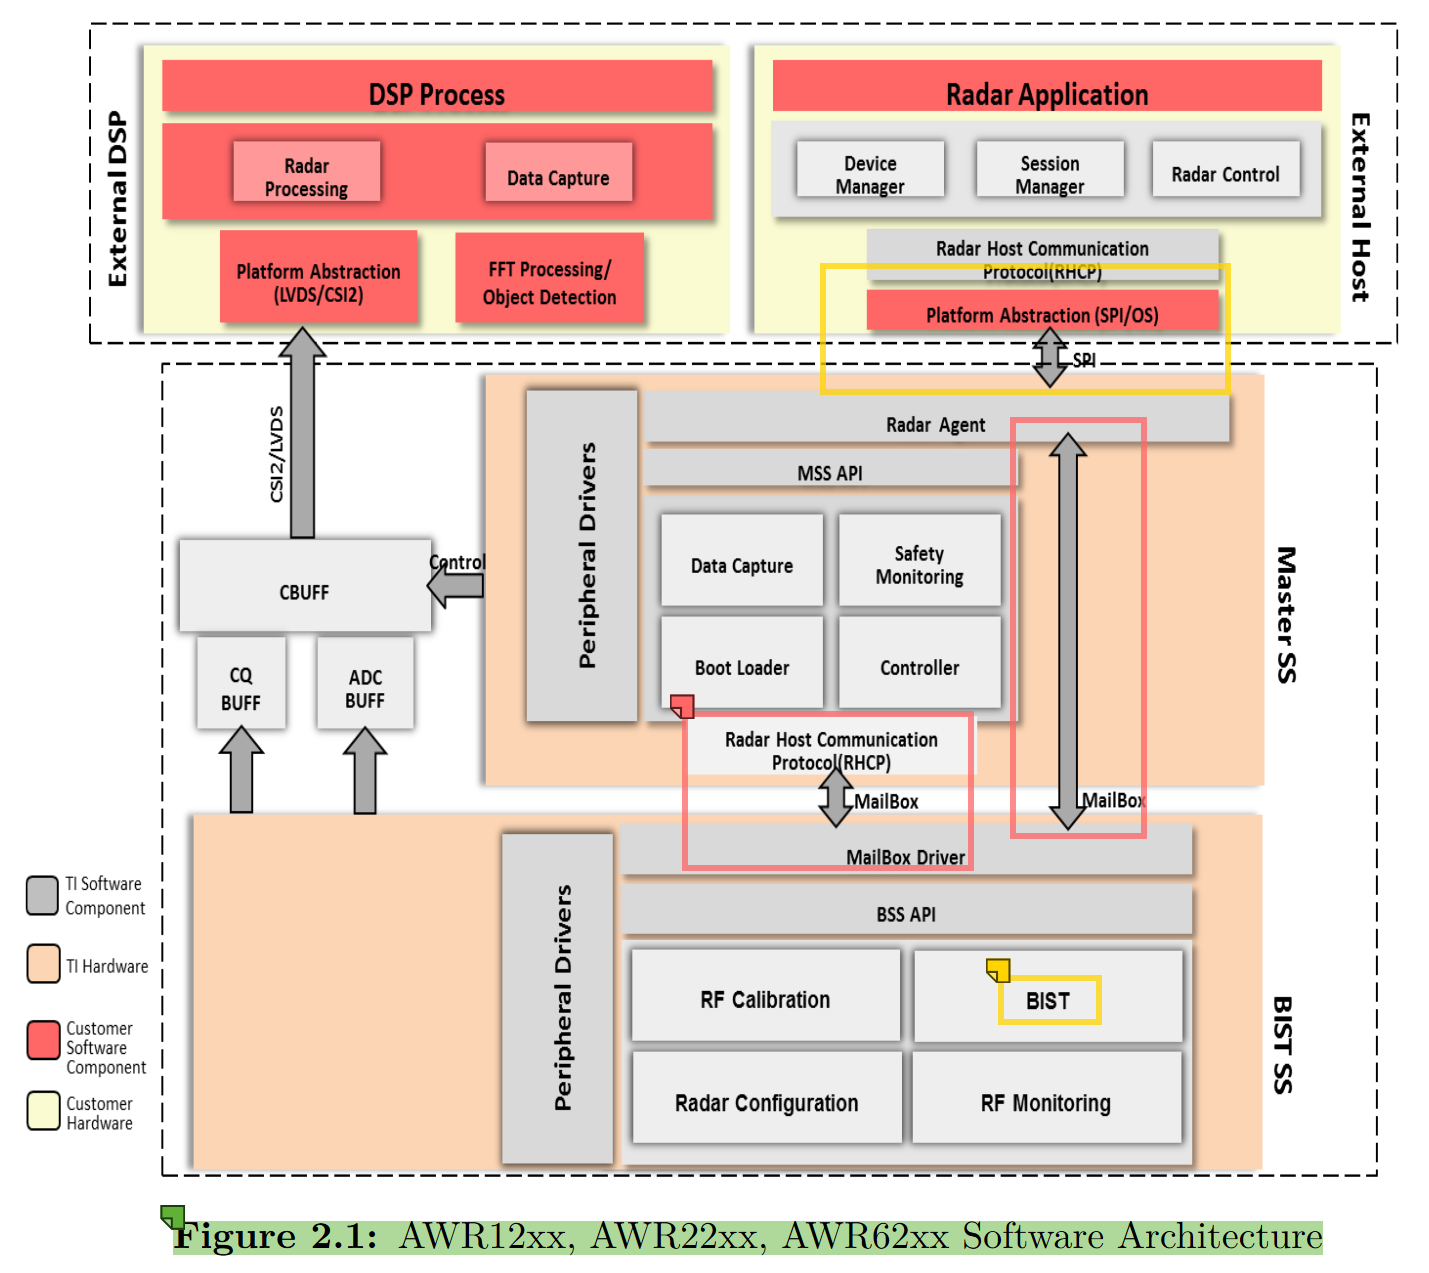 DSP Process
Radar
Processing
Data Capture
Platform Abstraction
(LVDS/CSI2)
FFT Processing/
Object Detection
External DSP
Radar Application
Device
Manager
Session
Manager
Radar Control
Radar Host Communication
Protocol(RHCP)
Platform Abstraction (SPI/OS)
External Host
SPI
CSI2/LVDS
Radar Agent
MSS API
Peripheral Drivers
Data Capture
Safety
Monitoring
Boot Loader
Controller
Control
CBUFF
CQ
BUFF
ADC
BUFF
Master SS
Radar Host Communication
Protocol(RHCP)
MailBox
MailBox
MailBox Driver
BSS API
Peripheral Drivers
RF Calibration
BIST
Radar Configuration
RF Monitoring
BIST SS
TI Software
Component
TI Hardware
Customer
Software
Component
Customer
Hardware
Figure 2.1: AWR12xx, AWR22xx, AWR62xx Software Architecture